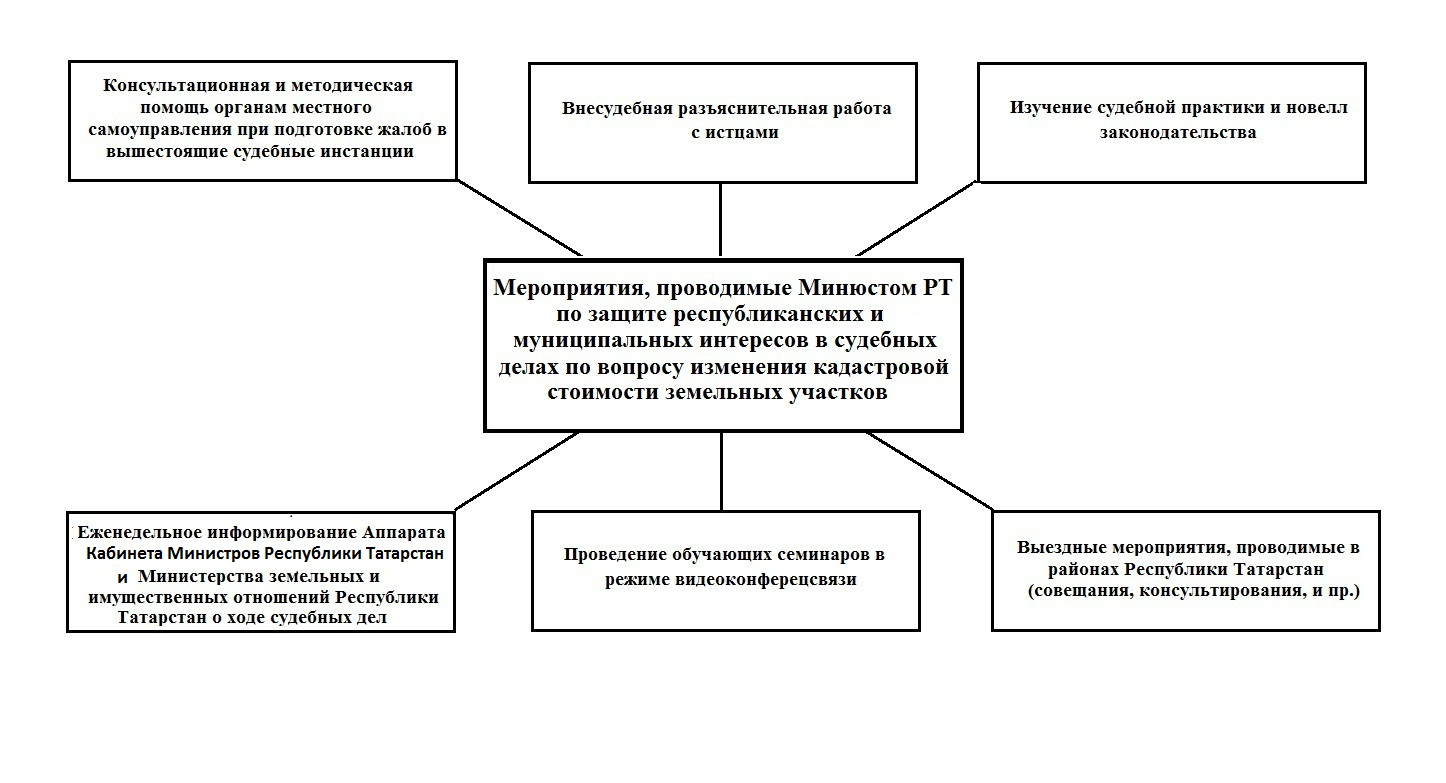 Консультационная и методическая
помощь органам местного
самоуправления при подготовке жалоб в
вышестоящие судебные инстанции
Внесудебная разъяснительная работа
с истцами
Изучение судебной практики и новелл
законодательства
Мероприятия, проводимые Минюстом РТ
по защите республиканских и
муниципальных интересов в судебных
делах по вопросу изменения кадастровой
стоимости земельных участков
Еженедельное информирование Аппарата
Кабинета Министров Республики Татарстан
и Министерства земельных и
имущественных отношений Республики
Татарстан о ходе судебных дел
Проведение обучающих семинаров в
режиме видеоконферецсвязи
Выездные мероприятия, проводимые в
районах Республики Татарстан
(совещания, консультирования, и пр.)